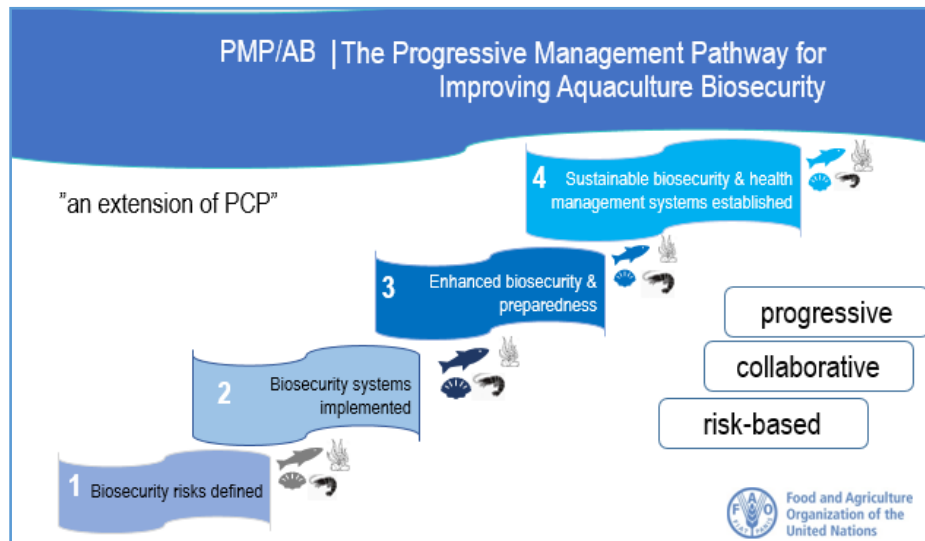 PMP/AB | The Progressive Management Pathway for
Improving Aquaculture Biosecurity
"an extension of PCP"
4 Sustainable biosecurity & health
management systems established
3 Enhanced biosecurity &
preparedness
2 Biosecurity systems
implemented
1 Biosecurity risks defined
progressive
collaborative
risk-based
F A O
FIAT PANIS
Food and Agriculture
Organization of the
United Nations